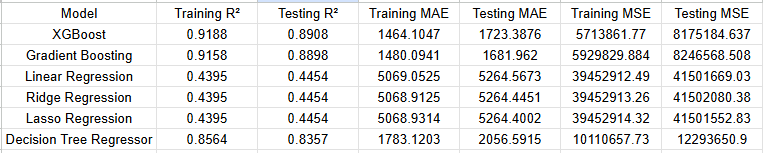 Model Training R² Testing R² Training MAE Testing MAE Training MSE Testing MSE
XGBoost 0.9188 0.8908 1464.1047 1723.3876 5713861.77 8175184.637
Gradient Boosting 0.9158 0.8898 1480.0941 1681.962 5929829.884 8246568.508
Linear Regression 0.4395 0.4454 5069.0525 5264.5673 39452912.49 41501669.03
Ridge Regression 0.4395 0.4454 5068.9125 5264.4451 39452913.26 41502080.38
Lasso Regression 0.4395 0.4454 5068.9314 5264.4002 39452914.32 41501552.83
Decision Tree Regressor 0.8564 0.8357 1783.1203 2056.5915 10110657.73 12293650.9